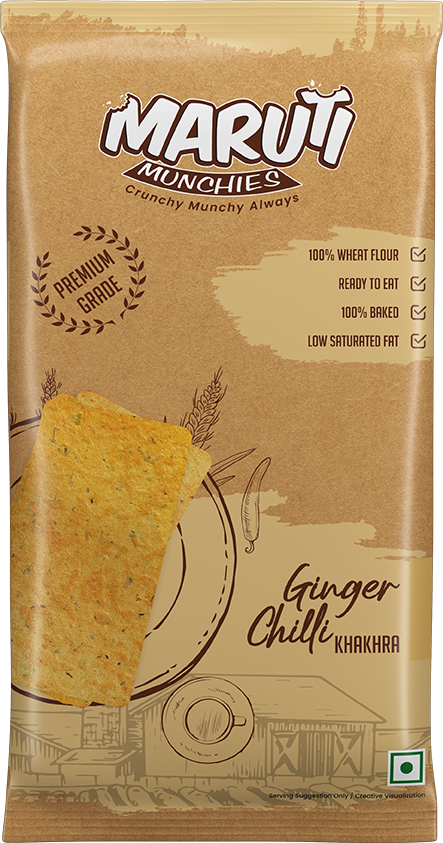 MARUTI
MUNCHIES
Crunchy Munchy Always
PREMIUM
GRADE
100% WHEAT FLOUR
READY TO EAT
100% BAKED
LOW SATURATED FAT
Ginger
Chilli KHAKHRA
Serving Suggestion Only / Creative Visualization